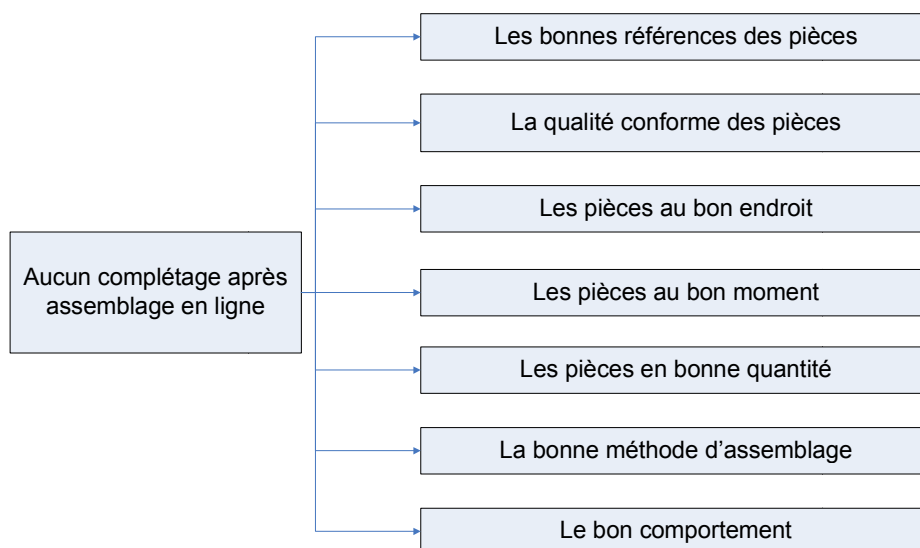 Les bonnes références des pièces
La qualité conforme des pièces
Les pièces au bon endroit
Aucun complétage après
assemblage en ligne
Les pièces au bon moment
Les pièces en bonne quantité
La bonne méthode d'assemblage
Le bon comportement